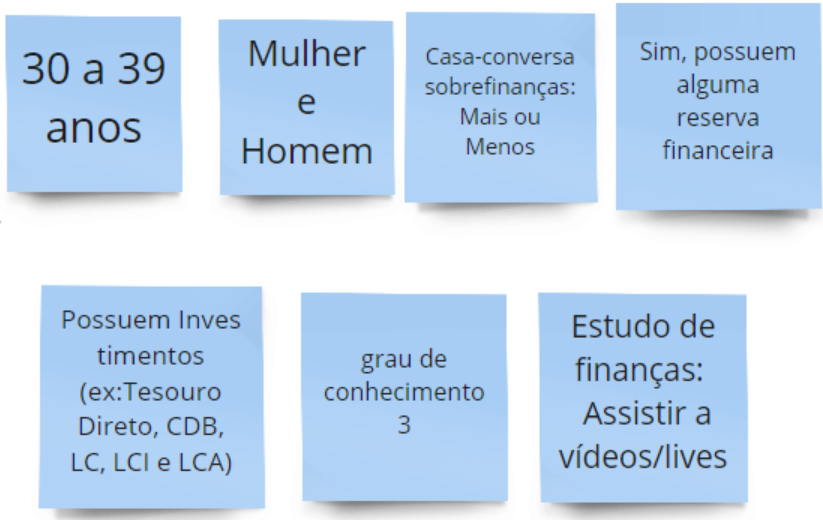 30 a 39
anos
Mulher
e
Homem
Casa-conversa
sobrefinanças:
Mais ou
Menos
Sim, possuem
alguma
reserva
financeira
Possuem Inves
timentos
(ex:Tesouro
Direto, CDB,
LC, LCI e LCA)
grau de
conhecimento
3
Estudo de
finanças:
Assistir a
vídeos/lives